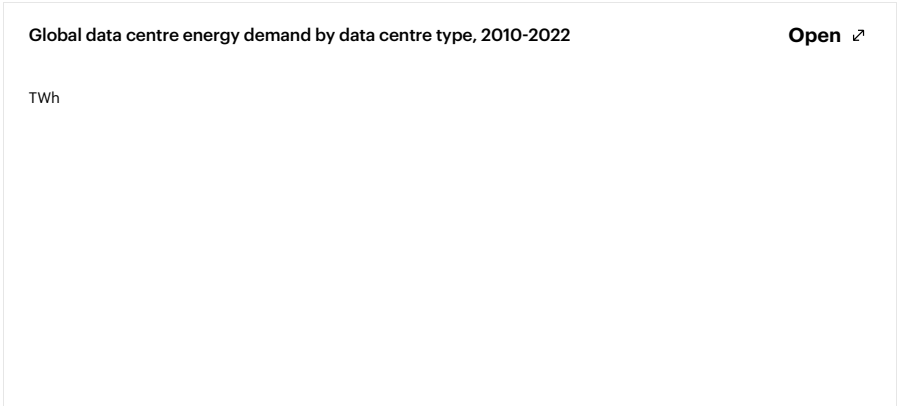 Global data centre energy demand by data centre type, 2010-2022
Open
TWh